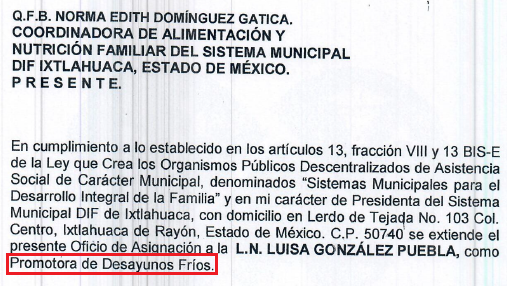 Q.F.B. NORMA EDITH DOMÍNGUEZ GATICA.
COORDINADORA DE ALIMENTACIÓN Y
NUTRICIÓN FAMILIAR DEL SISTEMA MUNICIPAL
DIF IXTLAHUACA, ESTADO DE MÉXICO.
P R E S E N T E.
En cumplimiento a lo establecido en los artículos 13, fracción VIII y 13 BIS-E
de la Ley que Crea los Organismos Públicos Descentralizados de Asistencia
Social de Carácter Municipal, denominados “Sistemas Municipales para el
Desarrollo Integral de la Familia” y en mi carácter de Presidenta del Sistema
Municipal DIF de Ixtlahuaca, con domicilio en Lerdo de Tejada No. 103 Col.
Centro, Ixtlahuaca de Rayón, Estado de México. C.P. 50740 se extiende el
presente Oficio de Asignación a la L.N. LUISA GONZÁLEZ PUEBLA, como
Promotora de Desayunos Fríos.